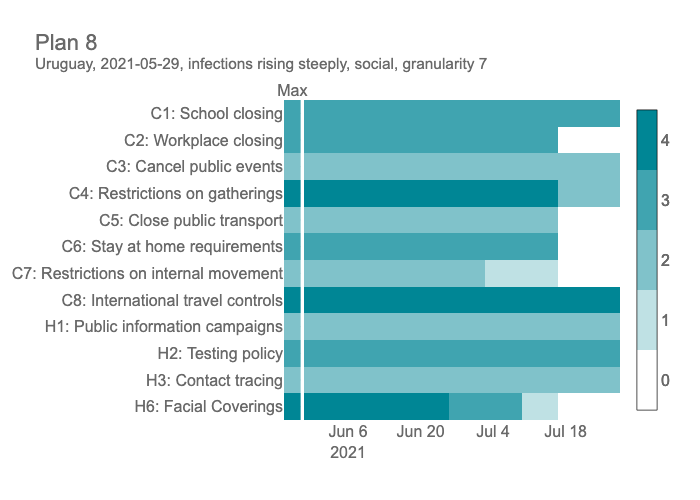 Plan 8
Uruguay, 2021-05-29, infections rising steeply, social, granularity 7
Max
C1: School closing
C2: Workplace closing
C3: Cancel public events
C4: Restrictions on gatherings
C5: Close public transport
C6: Stay at home requirements
C7: Restrictions on internal movement
C8: International travel controls
H1: Public information campaigns
H2: Testing policy
H3: Contact tracing
H6: Facial Coverings
Jun 6 Jun 20 Jul 4 Jul 18
2021
4
3
2
1
0